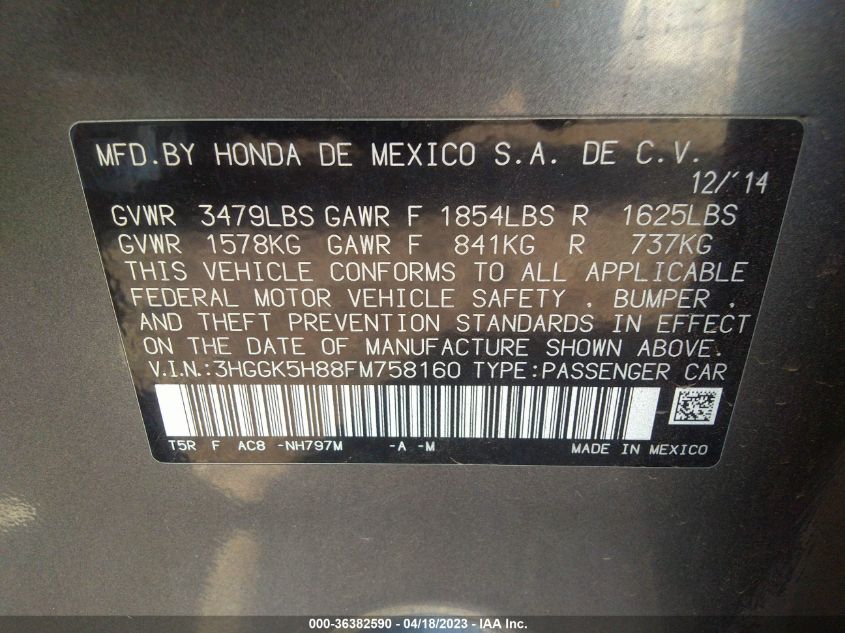 MFD.BY HONDA DE MEXICO S.A. DE C.V.
12/'14
GVWR 3479LBS GAWR F 1854LBS R 1625LBS
GVWR 1578KG GAWR F 841KG R 737KG
THIS VEHICLE CONFORMS TO ALL APPLICABLE
FEDERAL MOTOR VEHICLE SAFETY , BUMPER ,
AND THEFT PREVENTION STANDARDS IN EFFECT
ON THE DATE OF MANUFACTURE SHOWN ABOVE.
V.I.N.:3HGGK5H88FM758160 TYPE:PASSENGER CAR
T5R F AC8 -NH797M -A -M MADE IN MEXICO
000-36382590 - 04/18/2023 - IAA Inc.